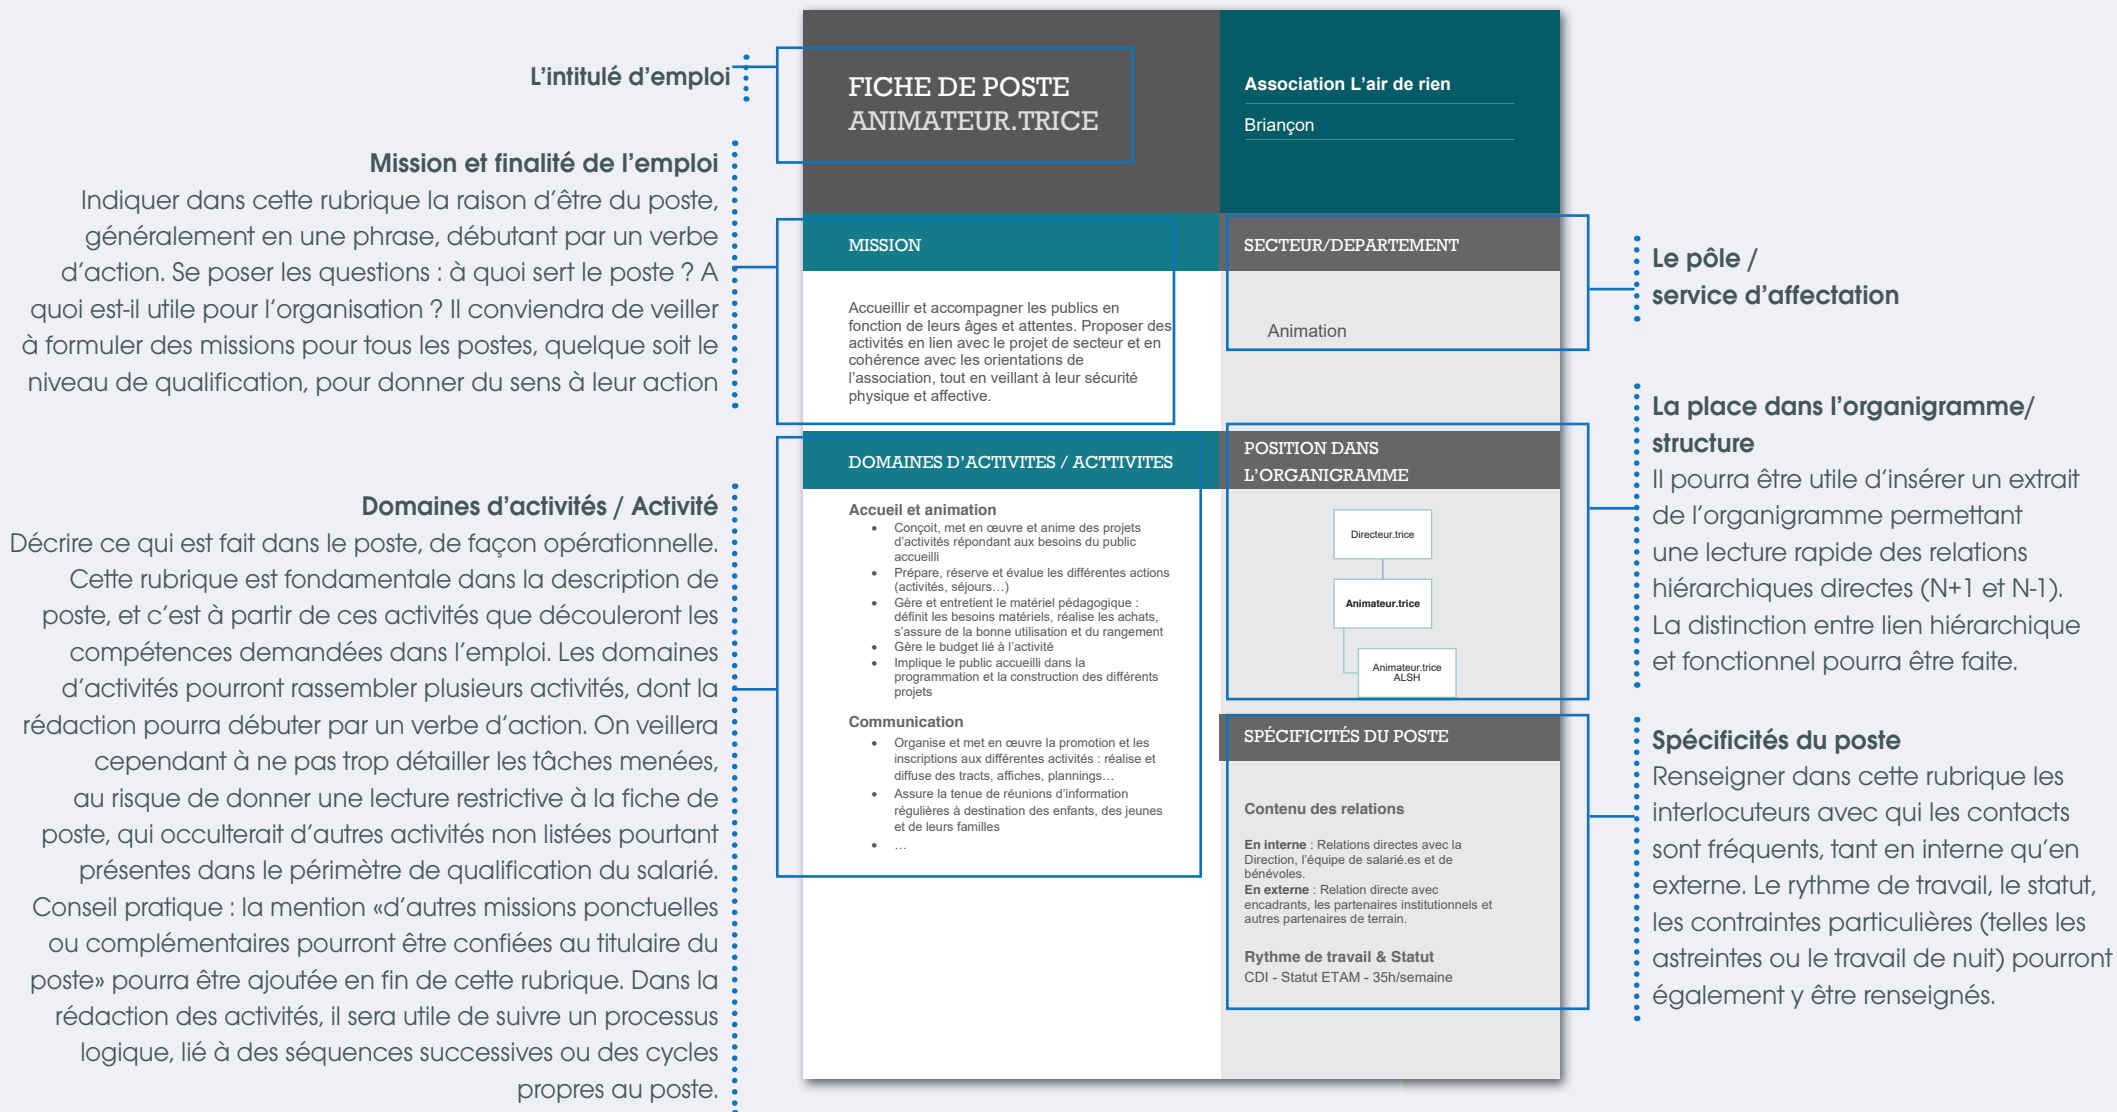 L'intitulé d'emploi
Mission et finalité de l'emploi
Indiquer dans cette rubrique la raison d'être du poste,
généralement en une phrase, débutant par un verbe
d'action. Se poser les questions : à quoi sert le poste ? A
quoi est-il utile pour l'organisation ? Il conviendra de veiller
à formuler des missions pour tous les postes, quelque soit le
niveau de qualification, pour donner du sens à leur action
Domaines d'activités / Activité
Décrire ce qui est fait dans le poste, de façon opérationnelle.
Cette rubrique est fondamentale dans la description de
poste, et c'est à partir de ces activités que découleront les
compétences demandées dans l'emploi. Les domaines
d'activités pourront rassembler plusieurs activités, dont la
rédaction pourra débuter par un verbe d'action. On veillera
cependant à ne pas trop détailler les tâches menées,
au risque de donner une lecture restrictive à la fiche de
poste, qui occulterait d'autres activités non listées pourtant
présentes dans le périmètre de qualification du salarié.
Conseil pratique : la mention «d'autres missions ponctuelles
ou complémentaires pourront être confiées au titulaire du
poste» pourra être ajoutée en fin de cette rubrique. Dans la
rédaction des activités, il sera utile de suivre un processus
logique, lié à des séquences successives ou des cycles
propres au poste.
FICHE DE POSTE
ANIMATEUR.TRICE
Association L'air de rien
Briançon
MISSION
Accueillir et accompagner les publics en
fonction de leurs âges et attentes. Proposer des
activités en lien avec le projet de secteur et en
cohérence avec les orientations de
l'association, tout en veillant à leur sécurité
physique et affective.
DOMAINES D'ACTIVITES / ACTTIVITES
Accueil et animation
• Conçoit, met en œuvre et anime des projets
d'activités répondant aux besoins du public
accueilli
• Prépare, réserve et évalue les différentes actions
(activités, séjours…)
• Gère et entretient le matériel pédagogique :
définit les besoins matériels, réalise les achats,
s'assure de la bonne utilisation et du rangement
• Gère le budget lié à l'activité
• Implique le public accueilli dans la
programmation et la construction des différents
projets
Communication
• Organise et met en œuvre la promotion et les
inscriptions aux différentes activités : réalise et
diffuse des tracts, affiches, plannings…
• Assure la tenue de réunions d'information
régulières à destination des enfants, des jeunes
et de leurs familles
• …
SECTEUR/DEPARTEMENT
Animation
POSITION DANS
L'ORGANIGRAMME
Directeur.trice
Animateur.trice
Animateur.trice
ALSH
SPÉCIFICITÉS DU POSTE
Contenu des relations
En interne : Relations directes avec la
Direction, l'équipe de salarié.es et de
bénévoles.
En externe : Relation directe avec
encadrants, les partenaires institutionnels et
autres partenaires de terrain.
Rythme de travail & Statut
CDI - Statut ETAM - 35h/semaine
Le pôle /
service d'affectation
La place dans l'organigramme/
structure
Il pourra être utile d'insérer un extrait
de l'organigramme permettant
une lecture rapide des relations
hiérarchiques directes (N+1 et N-1).
La distinction entre lien hiérarchique
et fonctionnel pourra être faite.
Spécificités du poste
Renseigner dans cette rubrique les
interlocuteurs avec qui les contacts
sont fréquents, tant en interne qu'en
externe. Le rythme de travail, le statut,
les contraintes particulières (telles les
astreintes ou le travail de nuit) pourront
également y être renseignés.